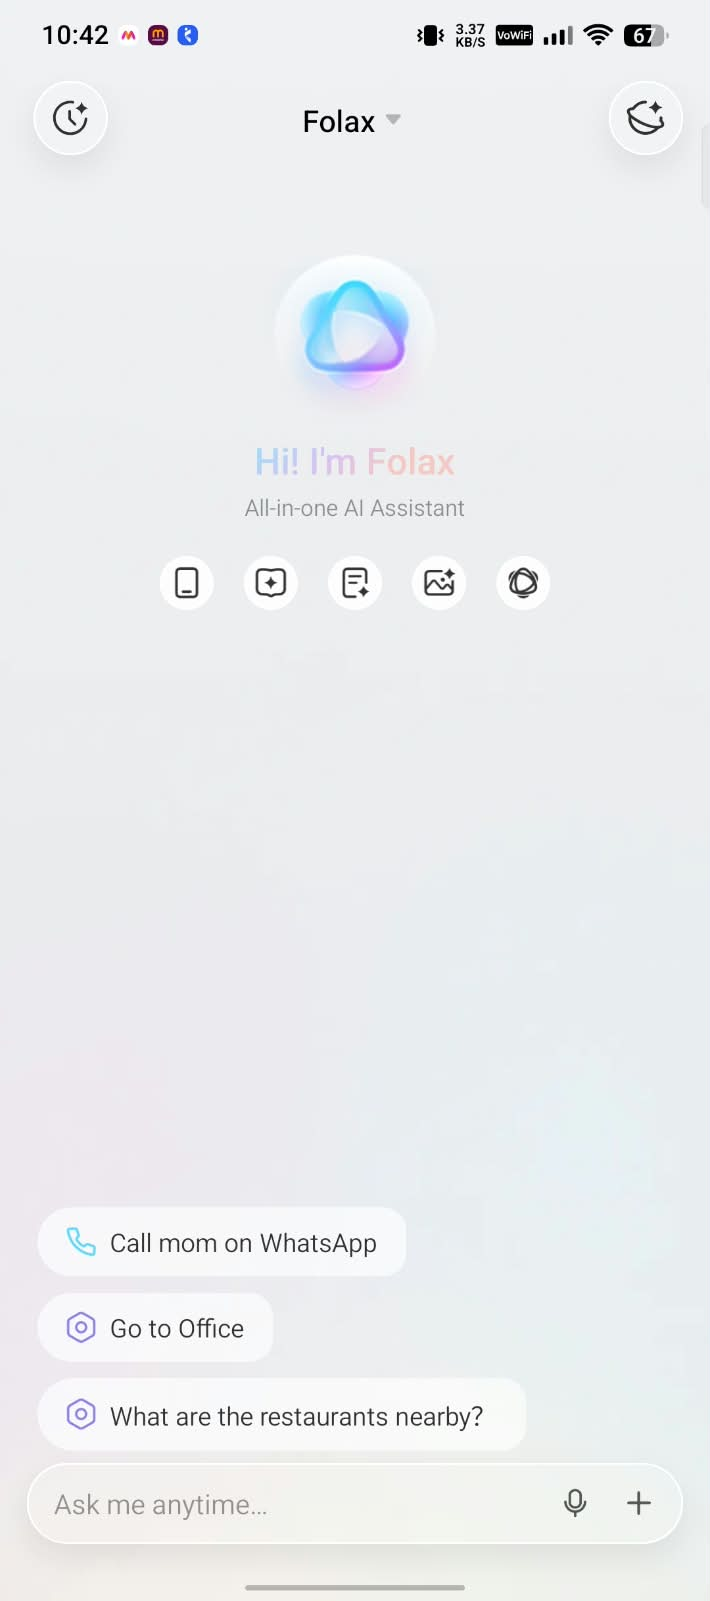 10:42 3.37 KB/S VoWiFi 67
Folax
Hi! I'm Folax
All-in-one AI Assistant
Call mom on WhatsApp
Go to Office
What are the restaurants nearby?
Ask me anytime...